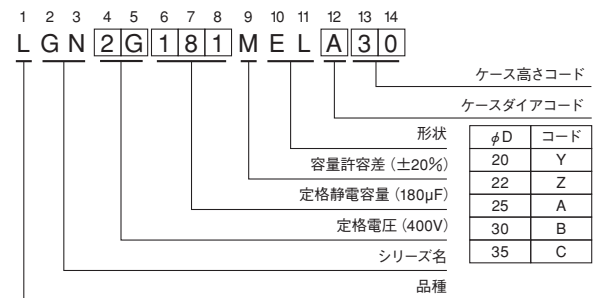 1 2 3 4 5 6 7 8 9 10 11 12 13 14
L G N 2 G 1 8 1 M E L A 3 0
ケース高さコード
ケースダイアコード
形状
容量許容差 (±20%)
定格静電容量 (180µF)
定格電圧 (400V)
シリーズ名
品種
φD コード
20 Y
22 Z
25 A
30 B
35 C